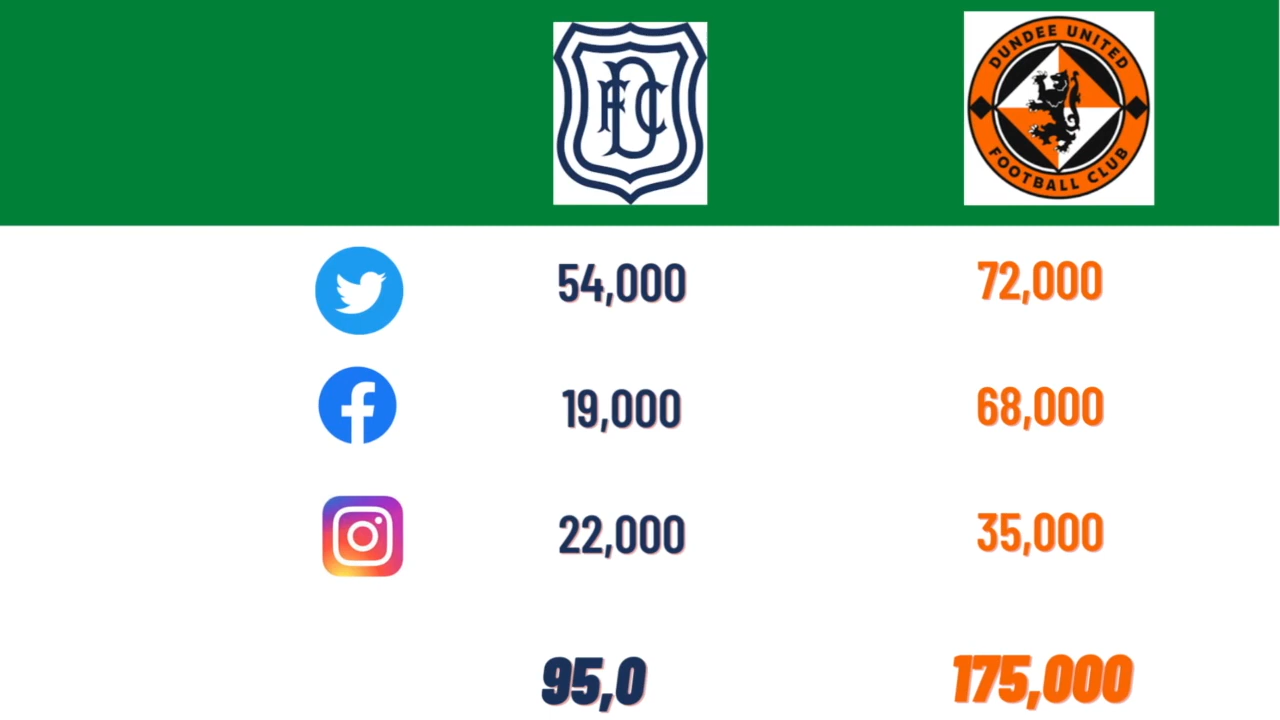 DFC
DUNDEE UNITED
FOOTBALL CLUB
54,000 72,000
19,000 68,000
22,000 35,000
95,0 175,000